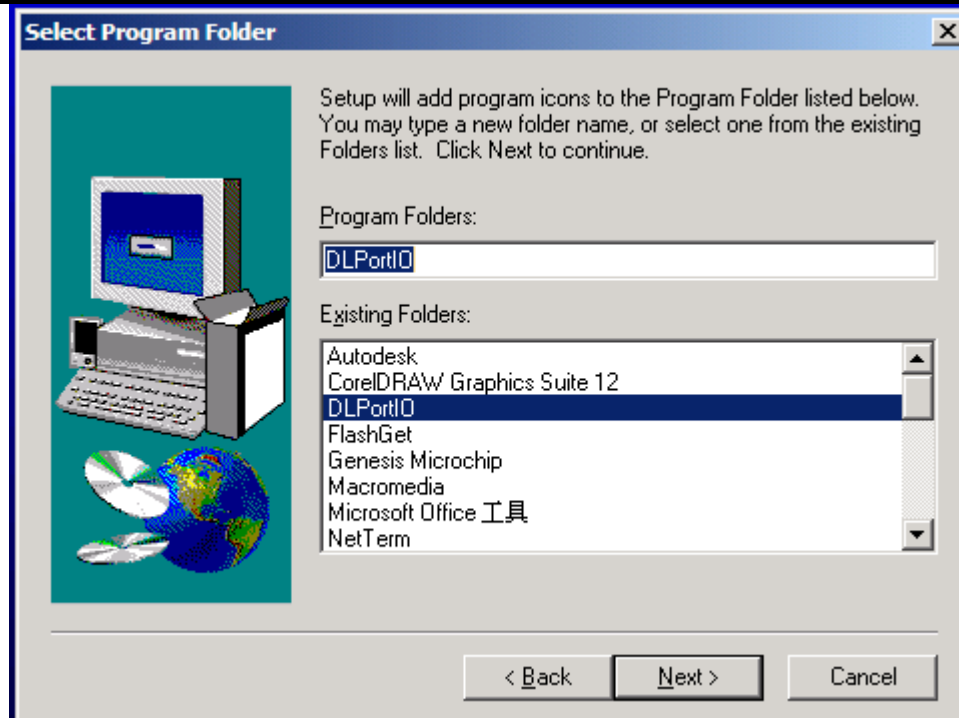 Select Program Folder
Setup will add program icons to the Program Folder listed below.
You may type a new folder name, or select one from the existing
Folders list.  Click Next to continue.
Program Folders:
DLPortIO
Existing Folders:
Autodesk
CorelDRAW Graphics Suite 12
DLPortIO
FlashGet
Genesis Microchip
Macromedia
Microsoft Office 工具
NetTerm
< Back
Next >
Cancel